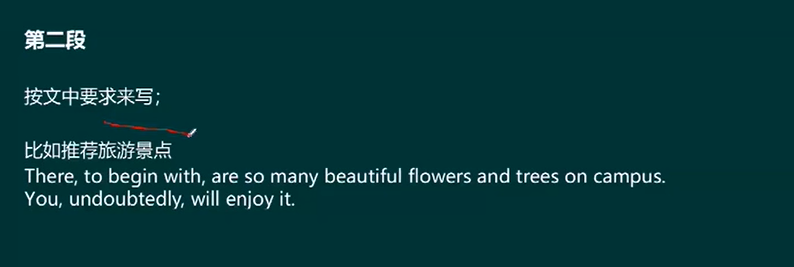 第二段
按文中要求来写；
比如推荐旅游景点
There, to begin with, are so many beautiful flowers and trees on campus.
You, undoubtedly, will enjoy it.